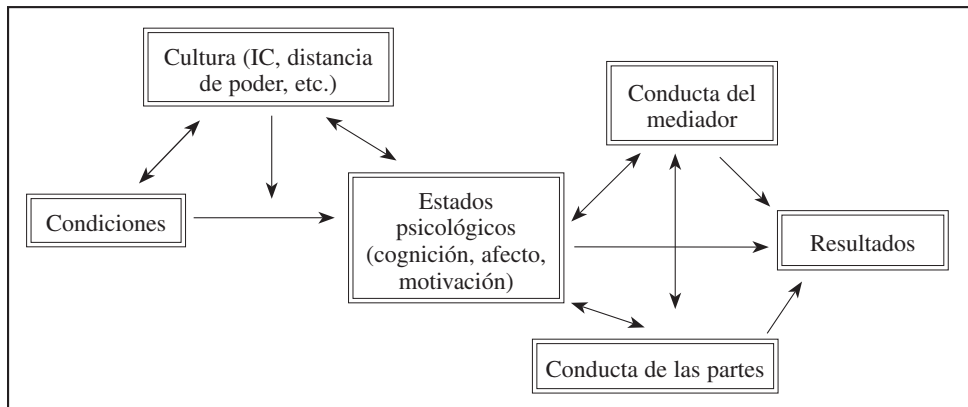 Cultura (IC, distancia
de poder, etc.)
Conducta del
mediador
Condiciones
Estados
psicológicos
(cognición, afecto,
motivación)
Resultados
Conducta de las partes